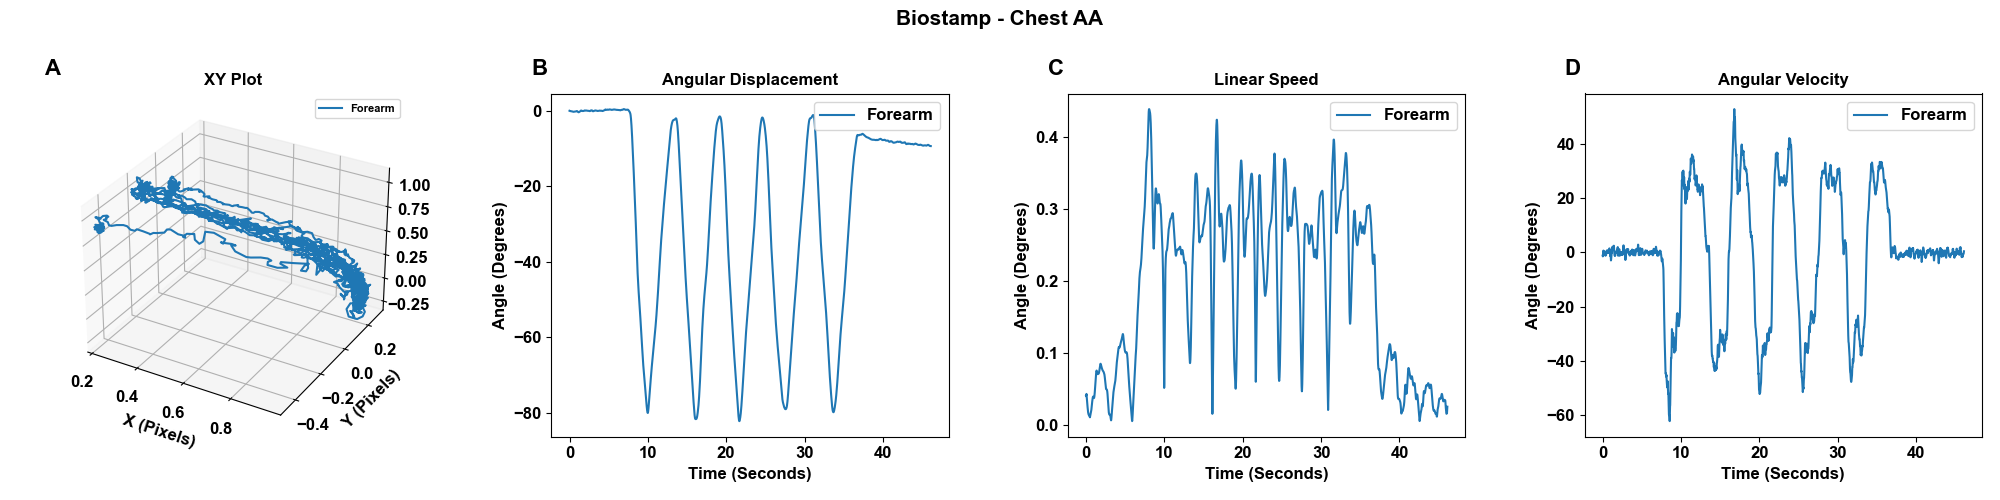 Biostamp - Chest AA
A
XY Plot
Forearm
1.00
0.75
0.50
0.25
0.00
−0.25
0.2
0.0
−0.2
−0.4
Y (Pixels)
0.2
0.4
0.6
0.8
X (Pixels)
B
Angular Displacement
Forearm
0
−20
−40
−60
−80
Angle (Degrees)
0 10 20 30 40
Time (Seconds)
C
Linear Speed
Forearm
0.4
0.3
0.2
0.1
0.0
Angle (Degrees)
0 10 20 30 40
Time (Seconds)
D
Angular Velocity
Forearm
40
20
0
−20
−40
−60
Angle (Degrees)
0 10 20 30 40
Time (Seconds)